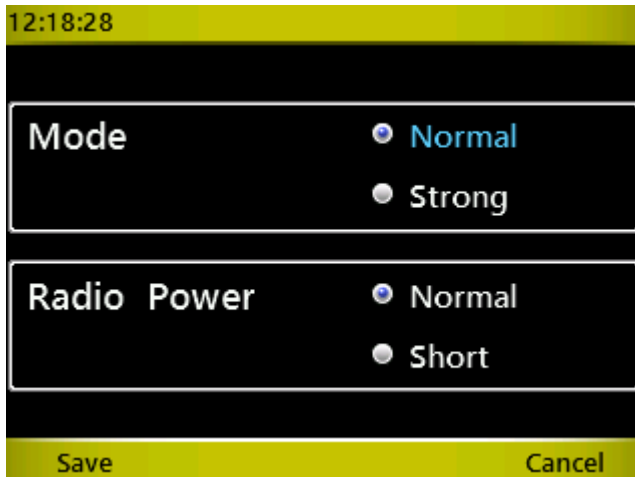 12:18:28
Mode Normal
Strong
Radio Power Normal
Short
Save Cancel